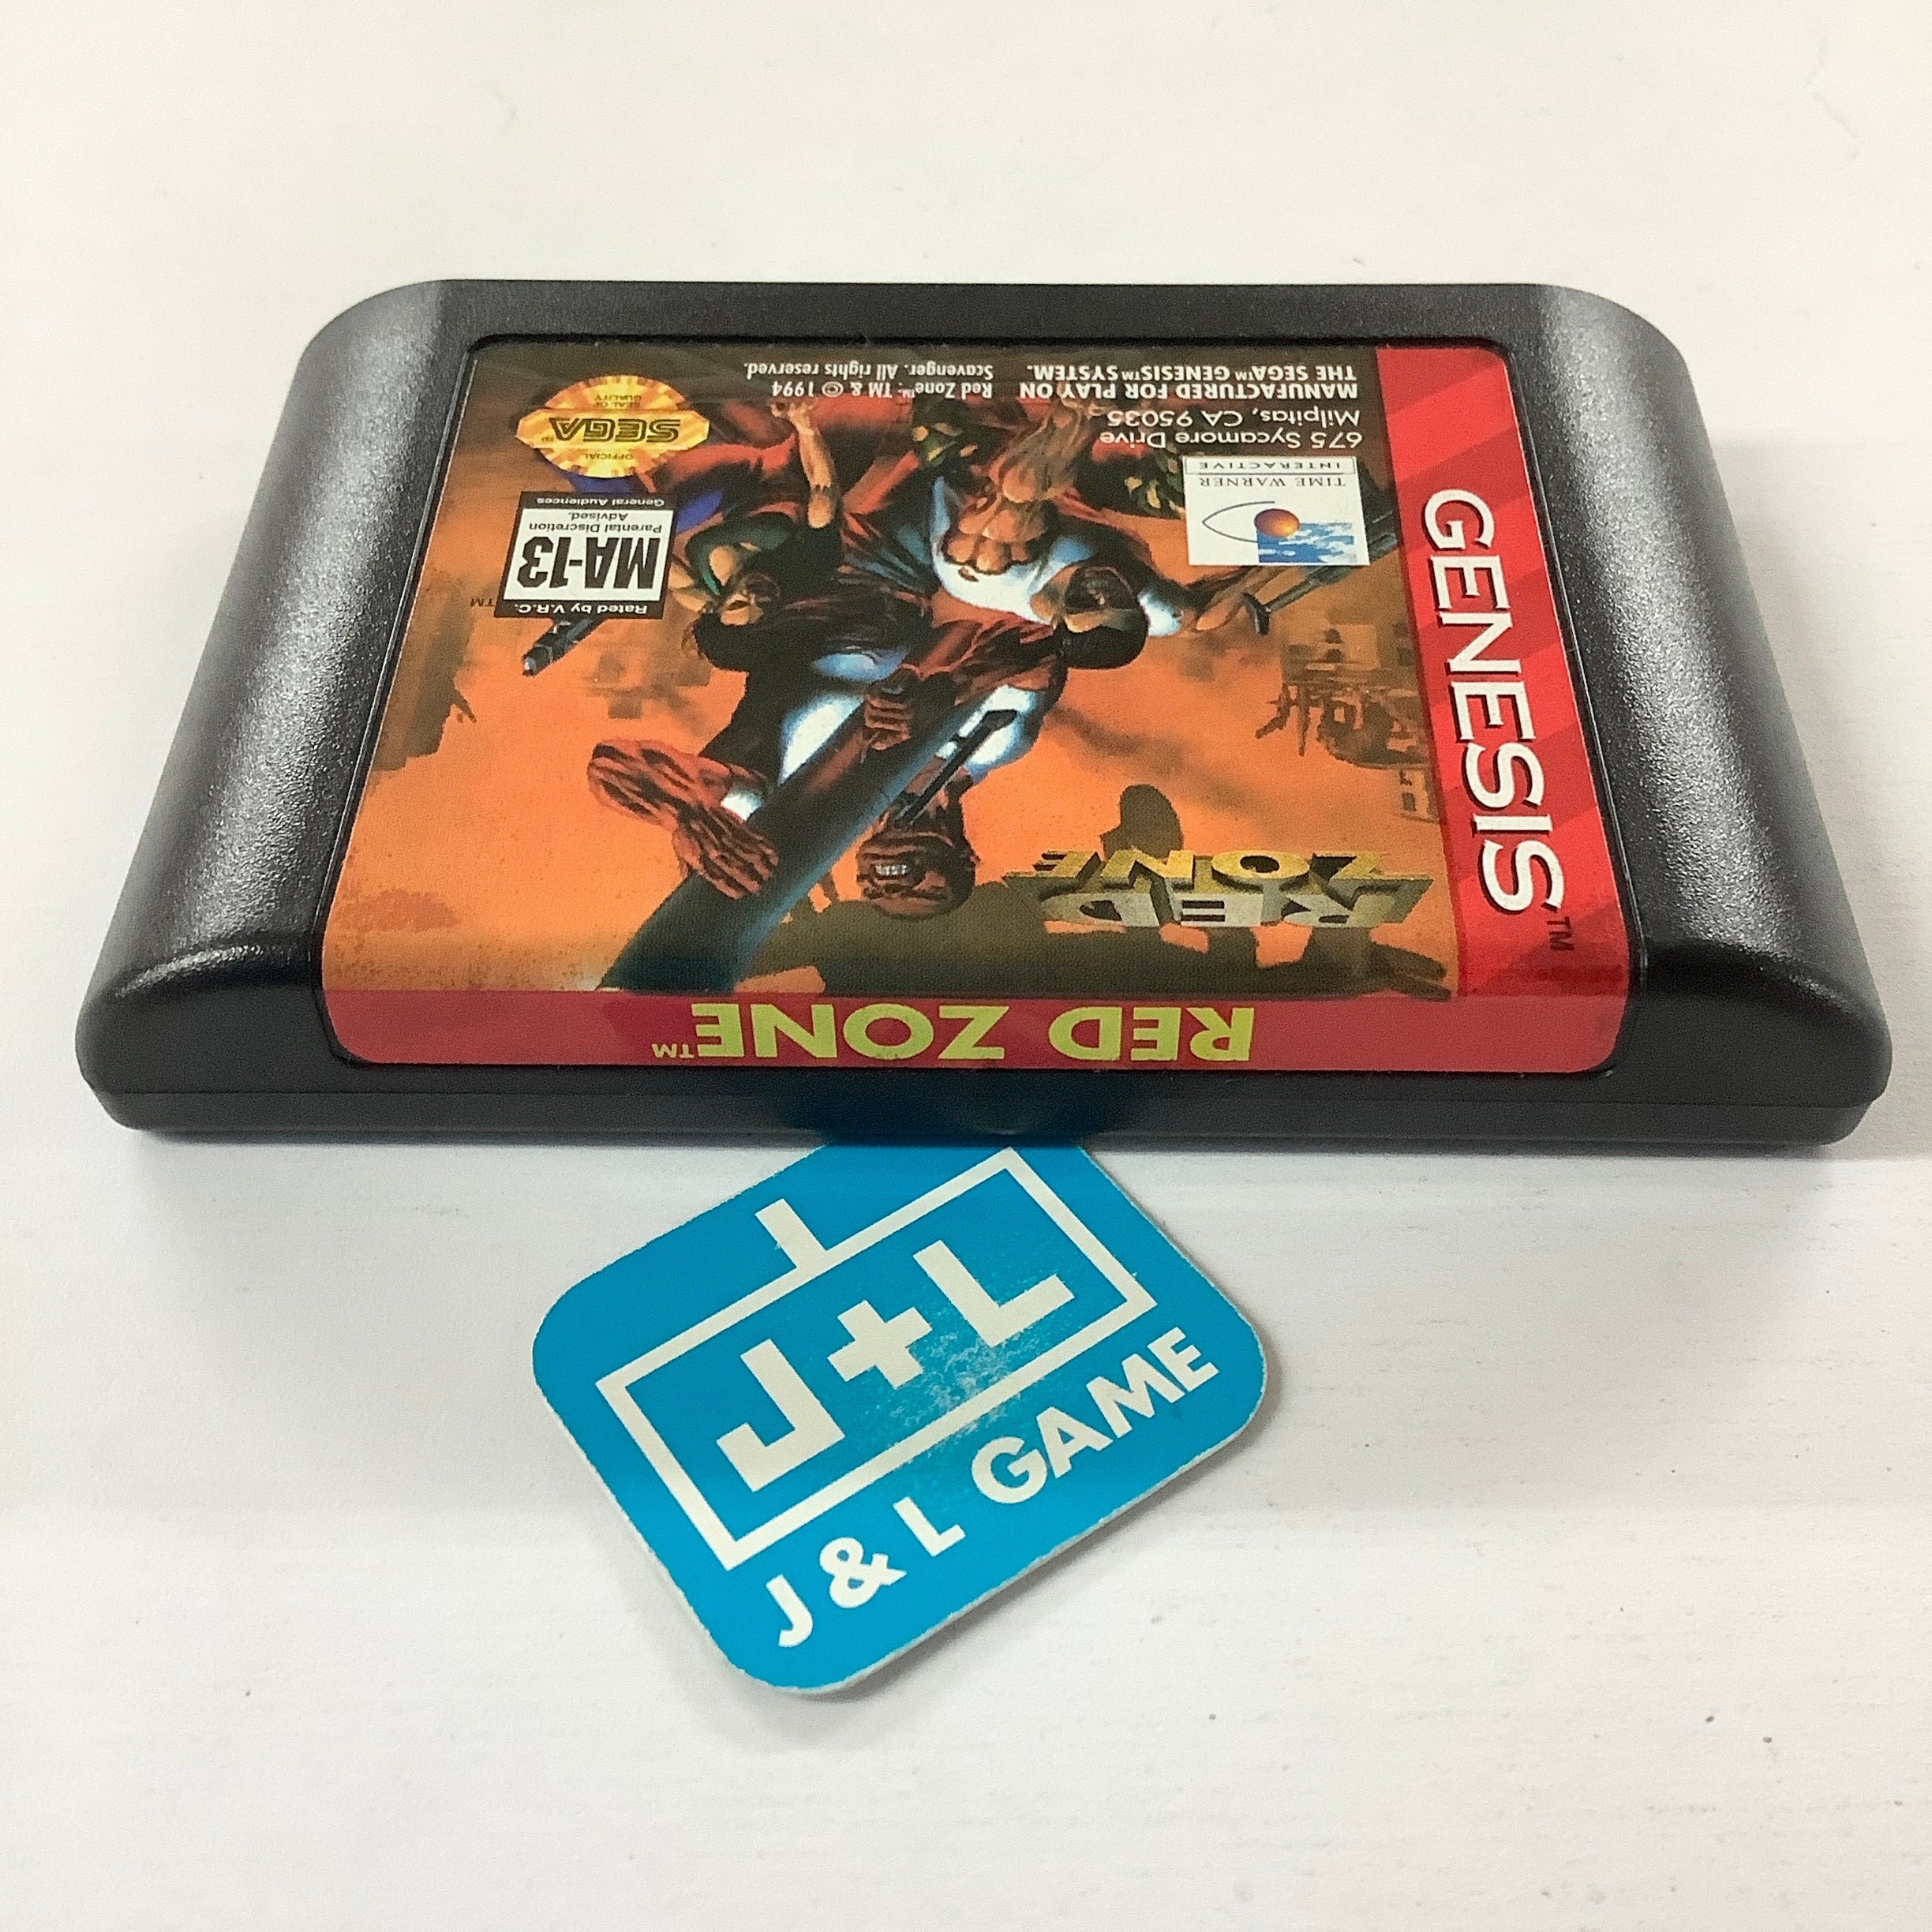 RED ZONE™
GENESIS™
RED
ZONE
TIME WARNER
INTERACTIVE
675 Sycamore Drive
Milpitas, CA 95035
MANUFACTURED FOR PLAY ON
THE SEGA™ GENESIS™ SYSTEM.
Red Zone™. TM & © 1994
Scavenger. All rights reserved.
TM
Rated by V.R.C.
MA-13
Parental Discretion
Advised.
General Audiences
OFFICIAL
SEGA™
SEAL OF
QUALITY
J+L
J & L GAME